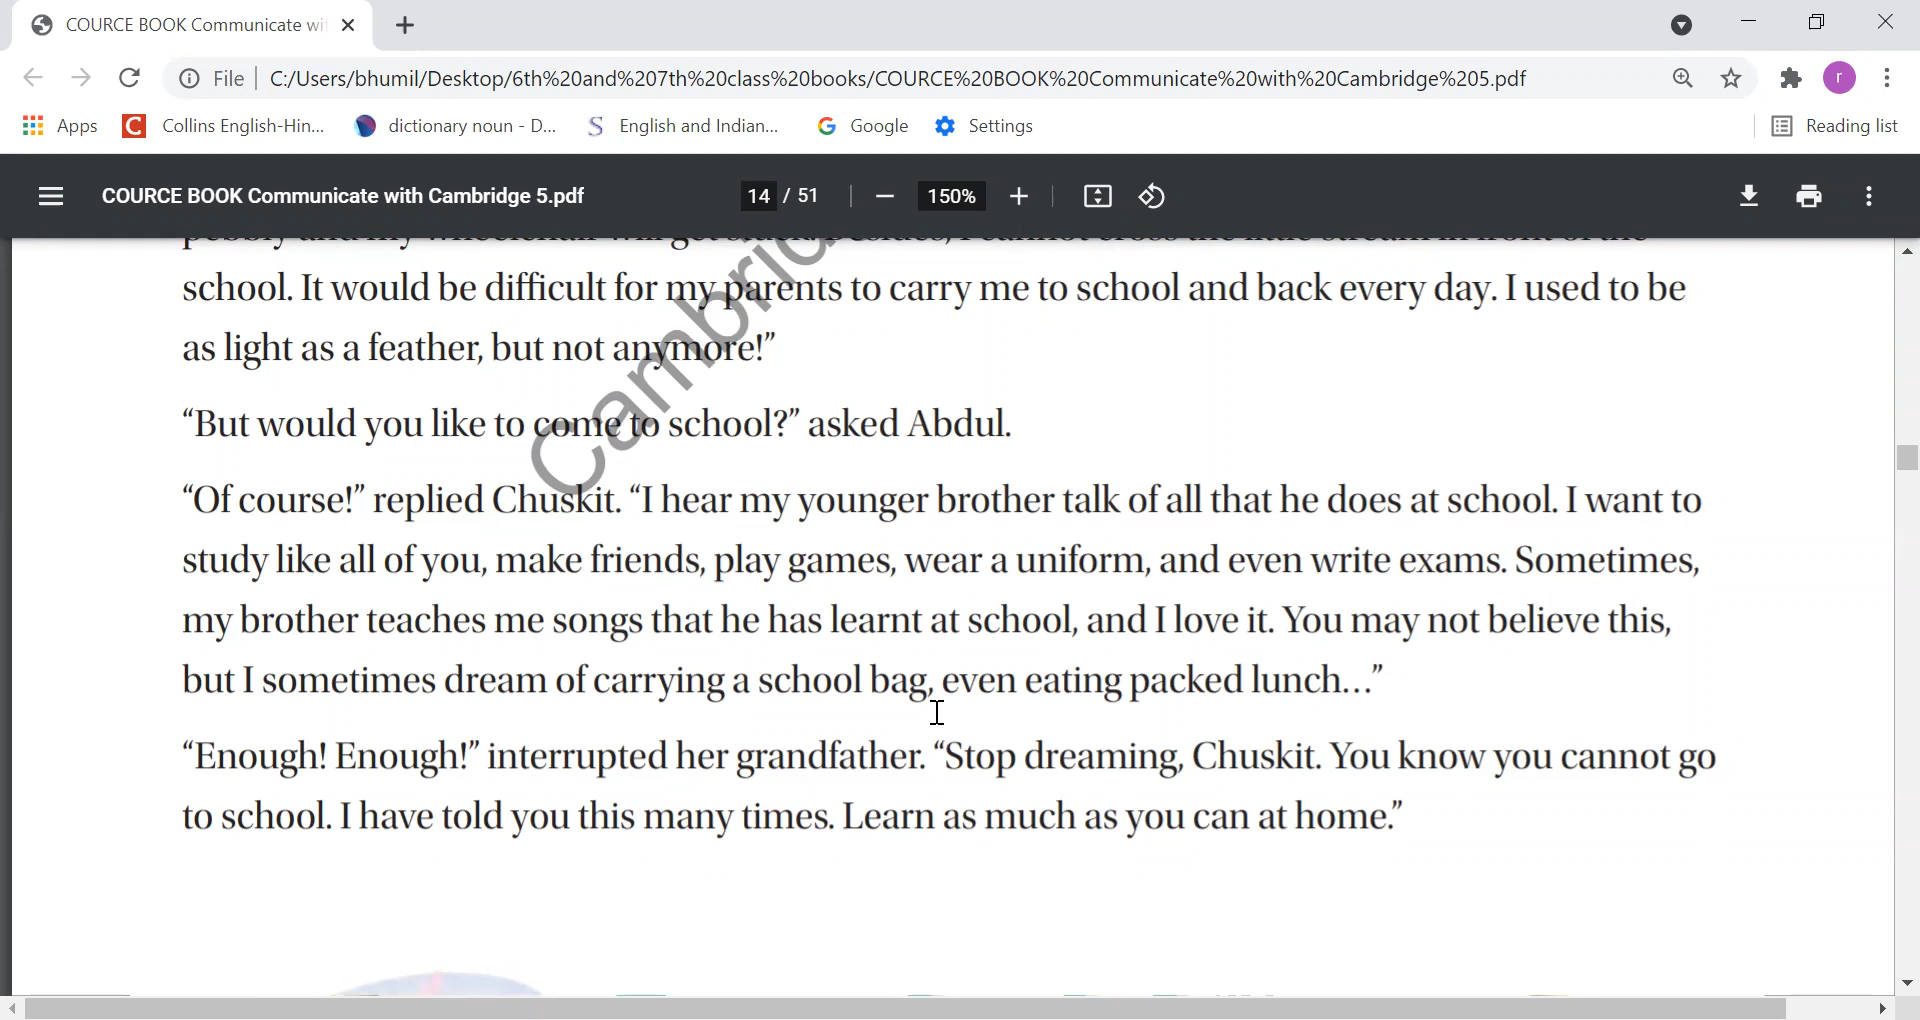 COURCE BOOK Communicate wi
File C:/Users/bhumil/Desktop/6th%20and%207th%20class%20books/COURCE%20BOOK%20Communicate%20with%20Cambridge%205.pdf
r
Apps Collins English-Hin... dictionary noun - D... English and Indian... Google Settings Reading list
COURCE BOOK Communicate with Cambridge 5.pdf 14 / 51 150%
school. It would be difficult for my parents to carry me to school and back every day. I used to be
as light as a feather, but not anymore!”
“But would you like to come to school?” asked Abdul.
“Of course!” replied Chuskit. “I hear my younger brother talk of all that he does at school. I want to
study like all of you, make friends, play games, wear a uniform, and even write exams. Sometimes,
my brother teaches me songs that he has learnt at school, and I love it. You may not believe this,
but I sometimes dream of carrying a school bag, even eating packed lunch…”
“Enough! Enough!” interrupted her grandfather. “Stop dreaming, Chuskit. You know you cannot go
to school. I have told you this many times. Learn as much as you can at home.”
Cambrid